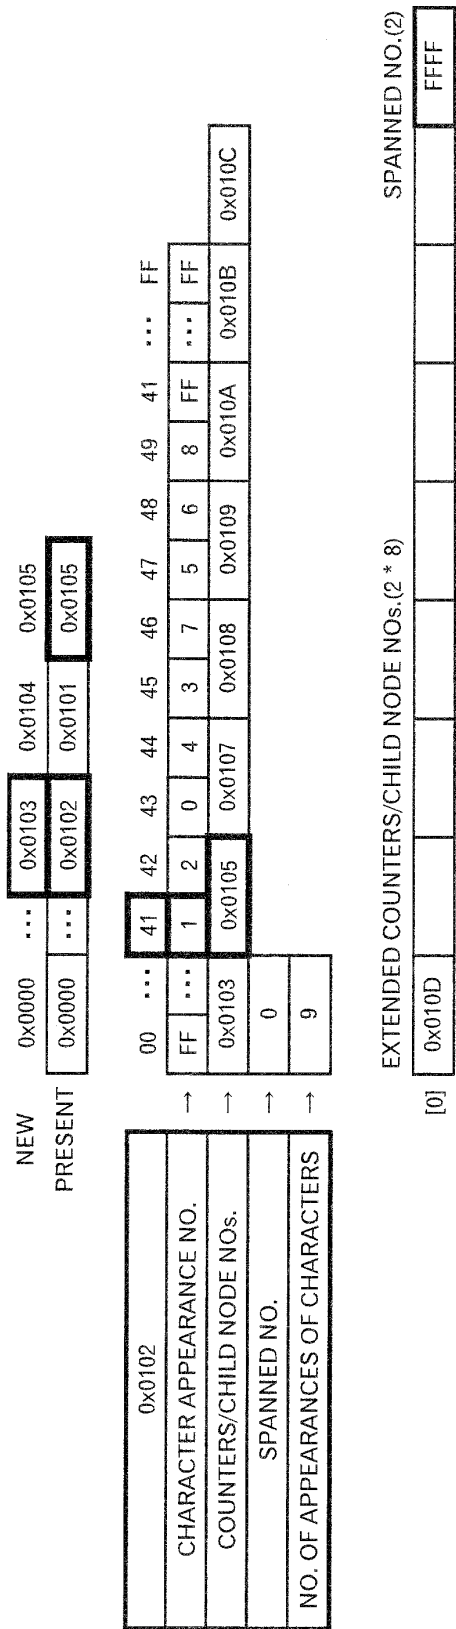 NEW 0x0000 ... 0x0103 0x0104 0x0105
PRESENT 0x0000 ... 0x0102 0x0101 0x0105
00 ... 41 42 43 44 45 46 47 48 49 41 ... FF
0x0102
CHARACTER APPEARANCE NO. → FF ... 1 2 0 4 3 7 5 6 8 FF ... FF
COUNTERS/CHILD NODE NOs. → 0x0103 0x0105 0x0107 0x0108 0x0109 0x010A 0x010B 0x010C
SPANNED NO. → 0
NO. OF APPEARANCES OF CHARACTERS → 9
EXTENDED COUNTERS/CHILD NODE NOs.(2 * 8) SPANNED NO.(2)
[0] 0x010D FFFF